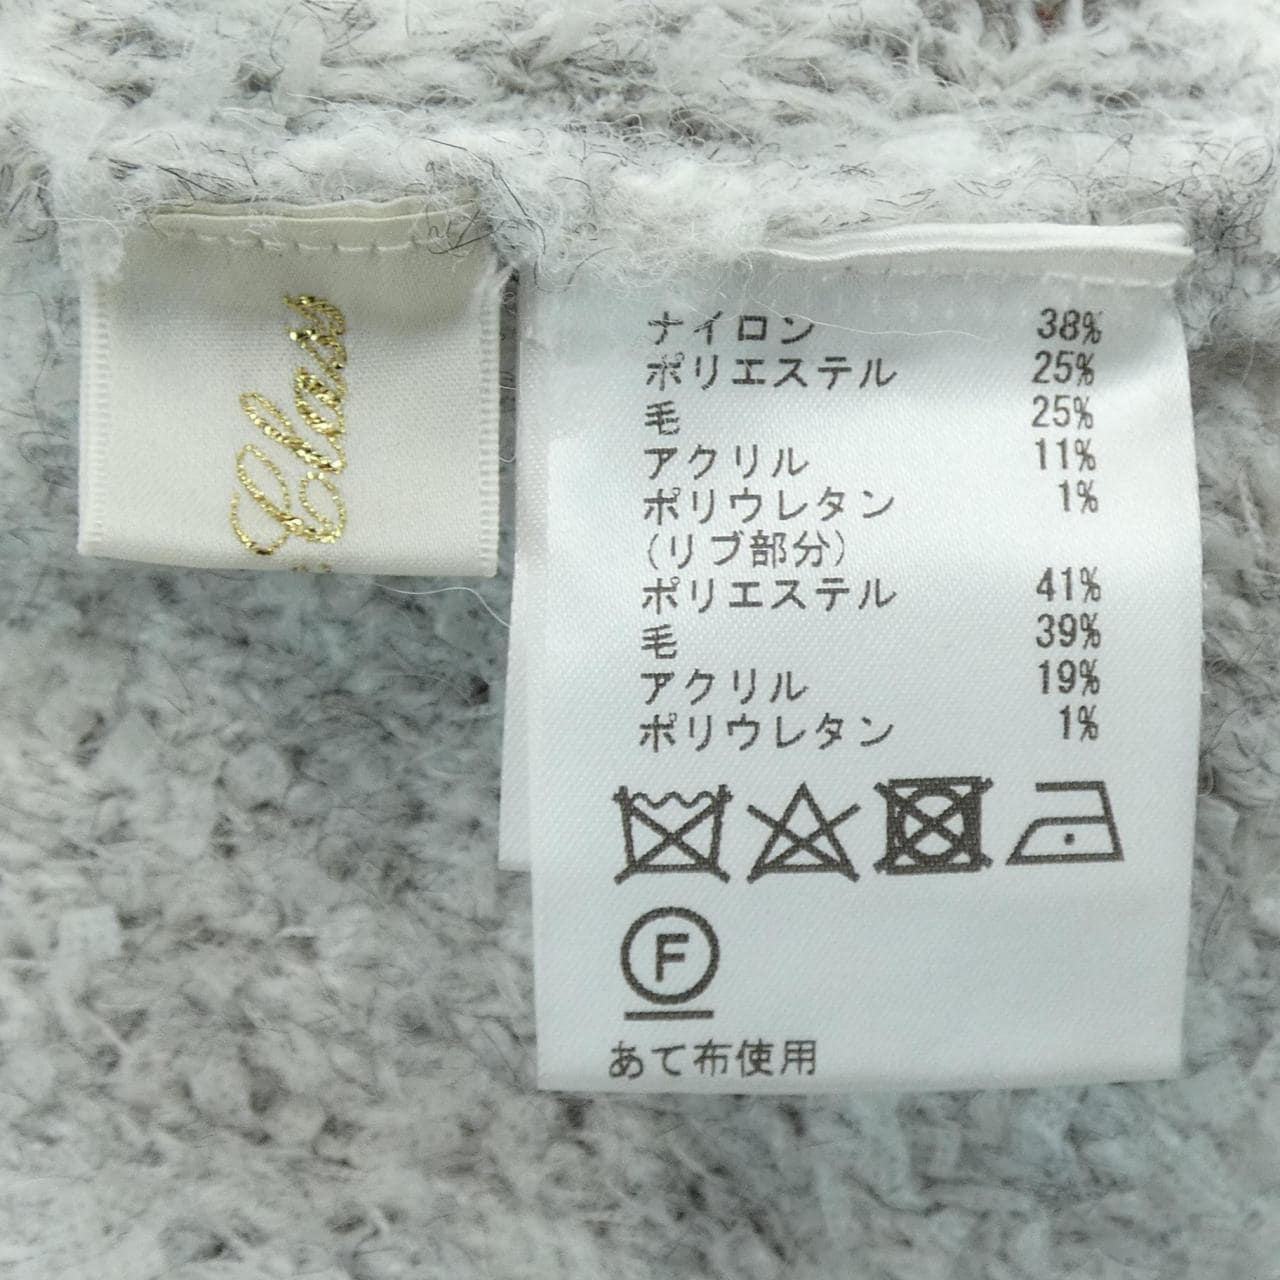 Class
ナイロン 38%
ポリエステル 25%
毛 25%
アクリル 11%
ポリウレタン 1%
(リブ部分)
ポリエステル 41%
毛 39%
アクリル 19%
ポリウレタン 1%
F
あて布使用